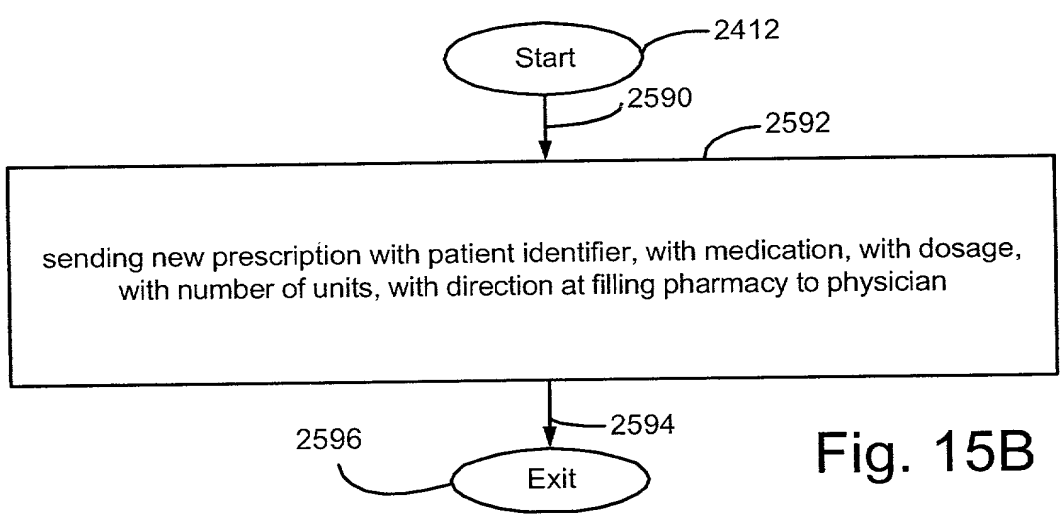 2412
Start
2590
2592
sending new prescription with patient identifier, with medication, with dosage,
with number of units, with direction at filling pharmacy to physician
2594
2596
Exit
Fig. 15B